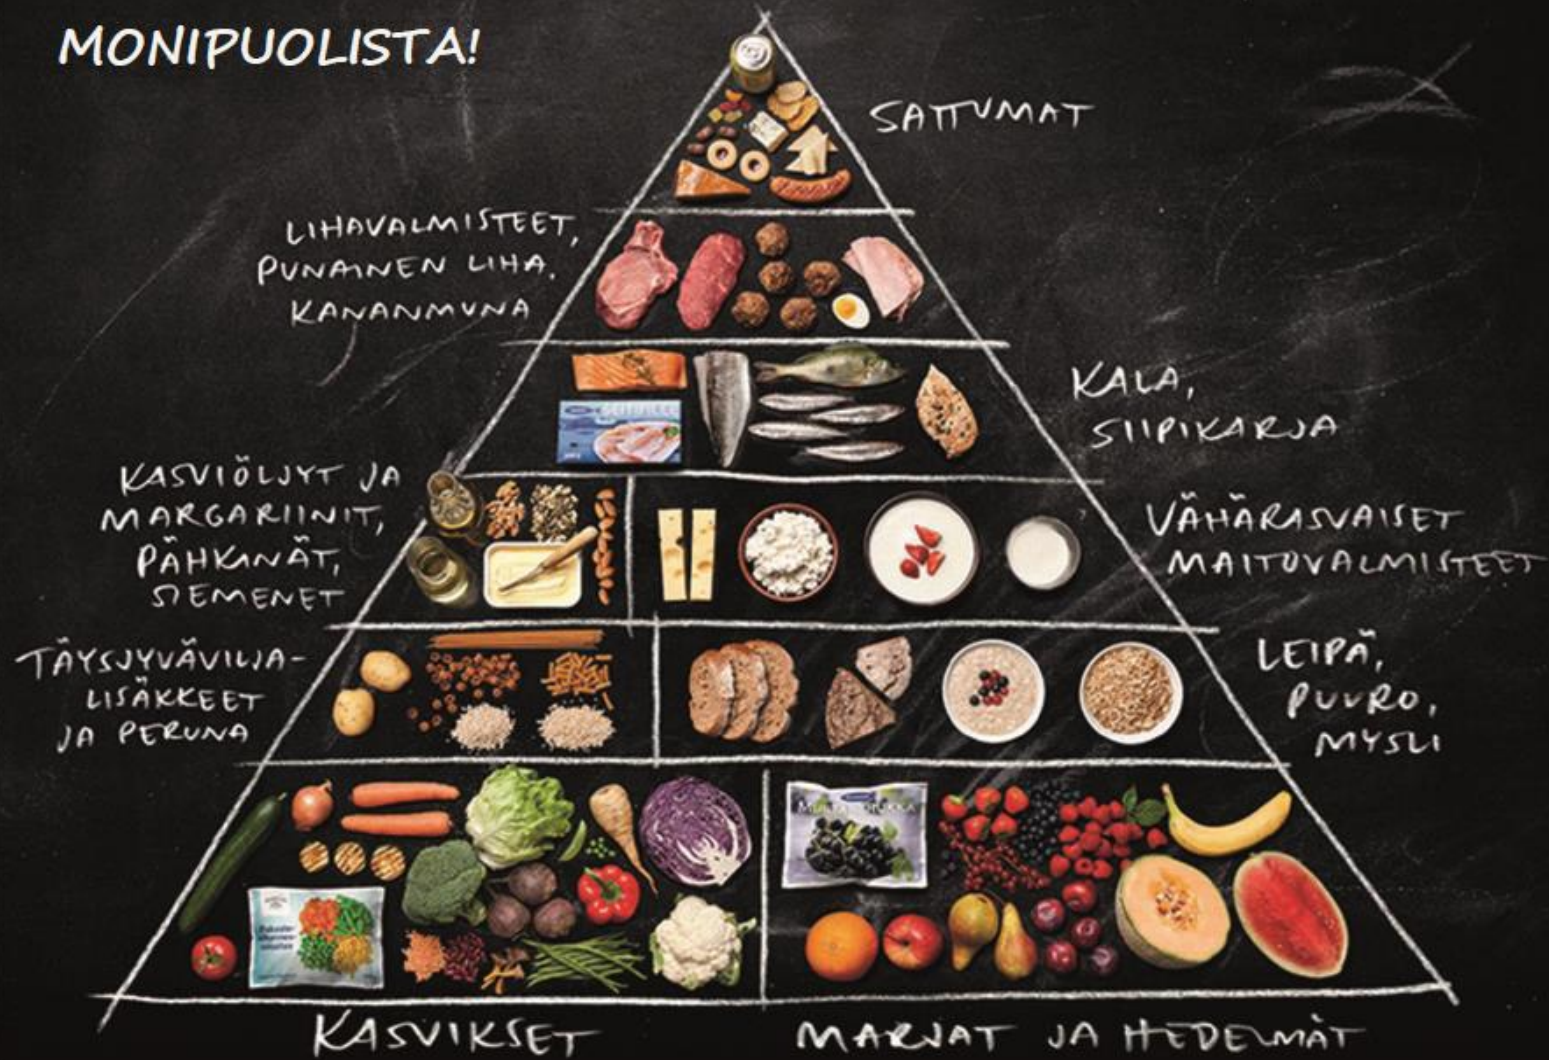 MONIPUOLISTA!
SATTUMAT
LIHAVALMISTEET,
PUNAINEN LIHA,
KANANMUNA
KALA,
SIIPIKARJA
KASVIÖLJYT JA
MARGARIINIT,
PÄHKINÄT,
SIEMENET
VÄHÄRASVAISET
MAITOVALMISTEET
TÄYSJYVÄVILJA-
LISÄKKEET
JA PERUNA
LEIPÄ,
PUURO,
MYSLI
KASVIKSET
MARJAT JA HEDELMÄT